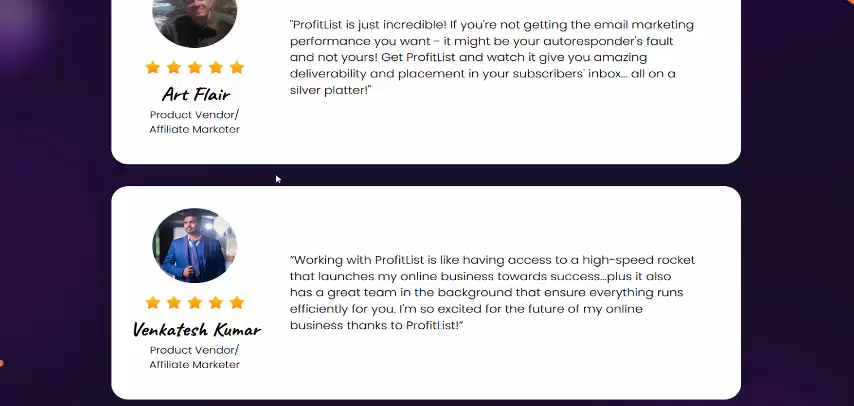 "ProfitList is just incredible! If you're not getting the email marketing
performance you want - it might be your autoresponder's fault
and not yours! Get ProfitList and watch it give you amazing
deliverability and placement in your subscribers' inbox... all on a
silver platter!"
Art Flair
Product Vendor/
Affiliate Marketer
"Working with ProfitList is like having access to a high-speed rocket
that launches my online business towards success...plus it also
has a great team in the background that ensure everything runs
efficiently for you. I'm so excited for the future of my online
business thanks to ProfitList!"
Venkatesh Kumar
Product Vendor/
Affiliate Marketer